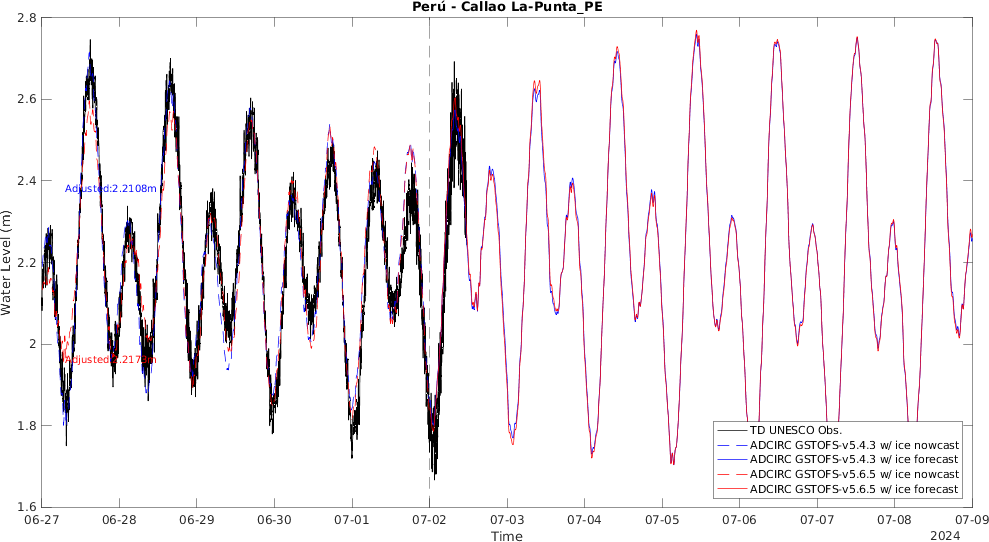 Perú - Callao La-Punta_PE
2.8
2.6
2.4
2.2
2
1.8
1.6
Water Level (m)
Adjusted:2.2108m
TD UNESCO Obs.
ADCIRC GSTOFS-v5.4.3 w/ ice nowcast
ADCIRC GSTOFS-v5.4.3 w/ ice forecast
ADCIRC GSTOFS-v5.6.5 w/ ice nowcast
ADCIRC GSTOFS-v5.6.5 w/ ice forecast
06-27 06-28 06-29 06-30 07-01 07-02 07-03 07-04 07-05 07-06 07-07 07-08 07-09
Time
2024